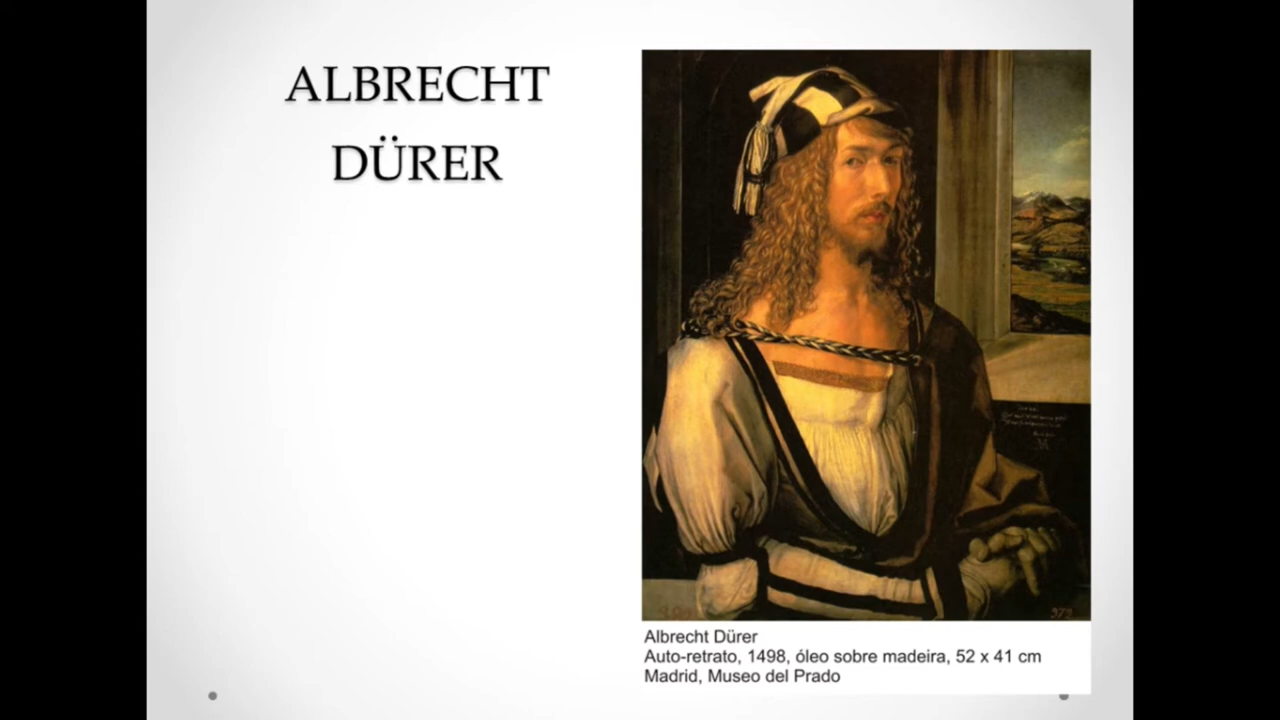 ALBRECHT
DÜRER
Albrecht Dürer
Auto-retrato, 1498, óleo sobre madeira, 52 x 41 cm
Madrid, Museo del Prado